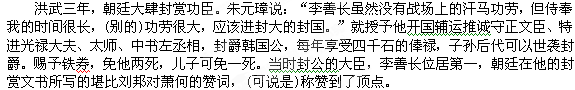 洪武三年，朝廷大肆封赏功臣。朱元璋说：“李善长虽然没有战场上的汗马功劳，但侍奉
我的时间很长，(别的)功劳很大，应该进封大的封国。”就授予他开国辅运推诚守正文臣、特
进光禄大夫、太师、中书左丞相，封爵韩国公，每年享受四千石的俸禄，子孙后代可以世袭封
爵。赐予铁券，免他两死，儿子可免一死。当时封公的大臣，李善长位居第一，朝廷在他的封
赏文书所写的堪比刘邦对萧何的赞词，(可说是)称赞到了顶点。